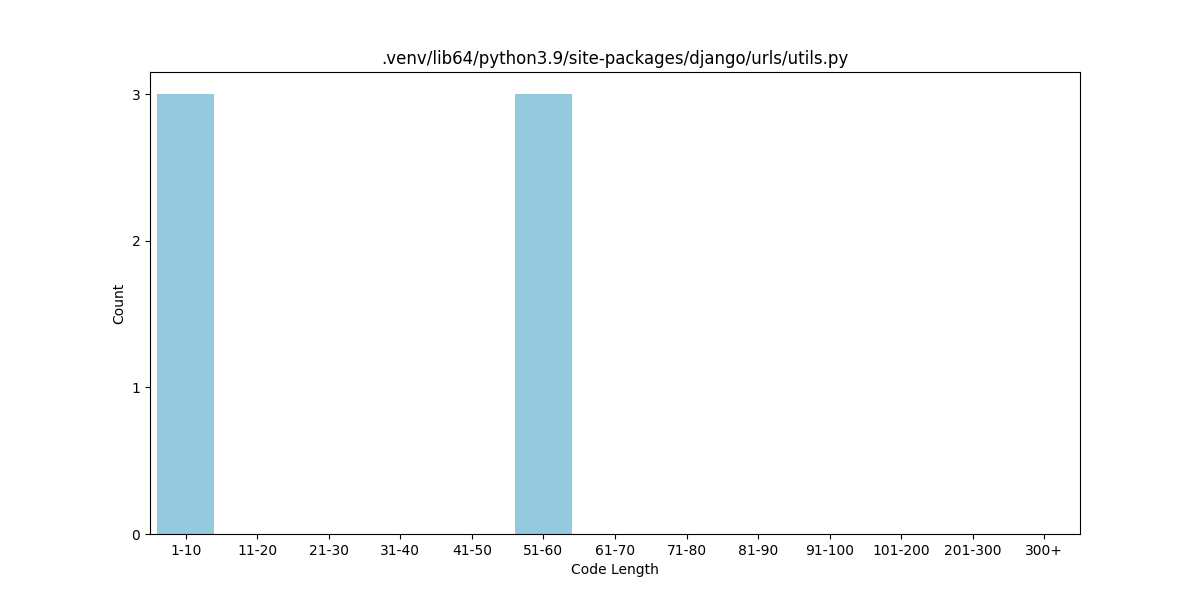 .venv/lib64/python3.9/site-packages/django/urls/utils.py
3
2
1
0
Count
1-10 11-20 21-30 31-40 41-50 51-60 61-70 71-80 81-90 91-100 101-200 201-300 300+
Code Length